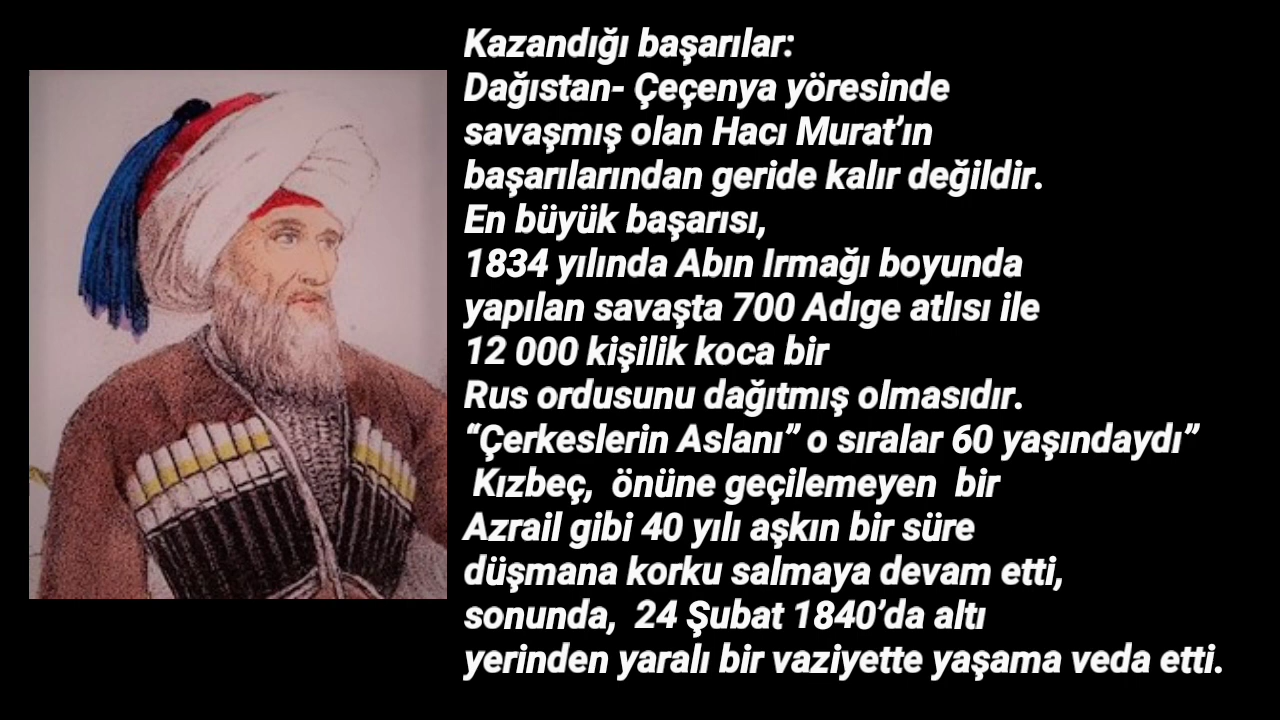 Kazandığı başarılar:
Dağıstan- Çeçenya yöresinde
savaşmış olan Hacı Murat’ın
başarılarından geride kalır değildir.
En büyük başarısı,
1834 yılında Abın Irmağı boyunda
yapılan savaşta 700 Adıge atlısı ile
12 000 kişilik koca bir
Rus ordusunu dağıtmış olmasıdır.
“Çerkeslerin Aslanı” o sıralar 60 yaşındaydı”
Kızbeç, önüne geçilemeyen bir
Azrail gibi 40 yılı aşkın bir süre
düşmana korku salmaya devam etti,
sonunda, 24 Şubat 1840’da altı
yerinden yaralı bir vaziyette yaşama veda etti.